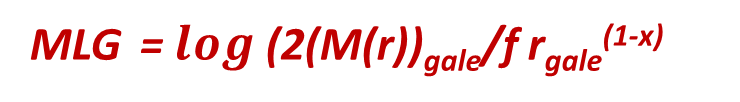 MLG = log (2(M(r))gale/f rgale(1-x)